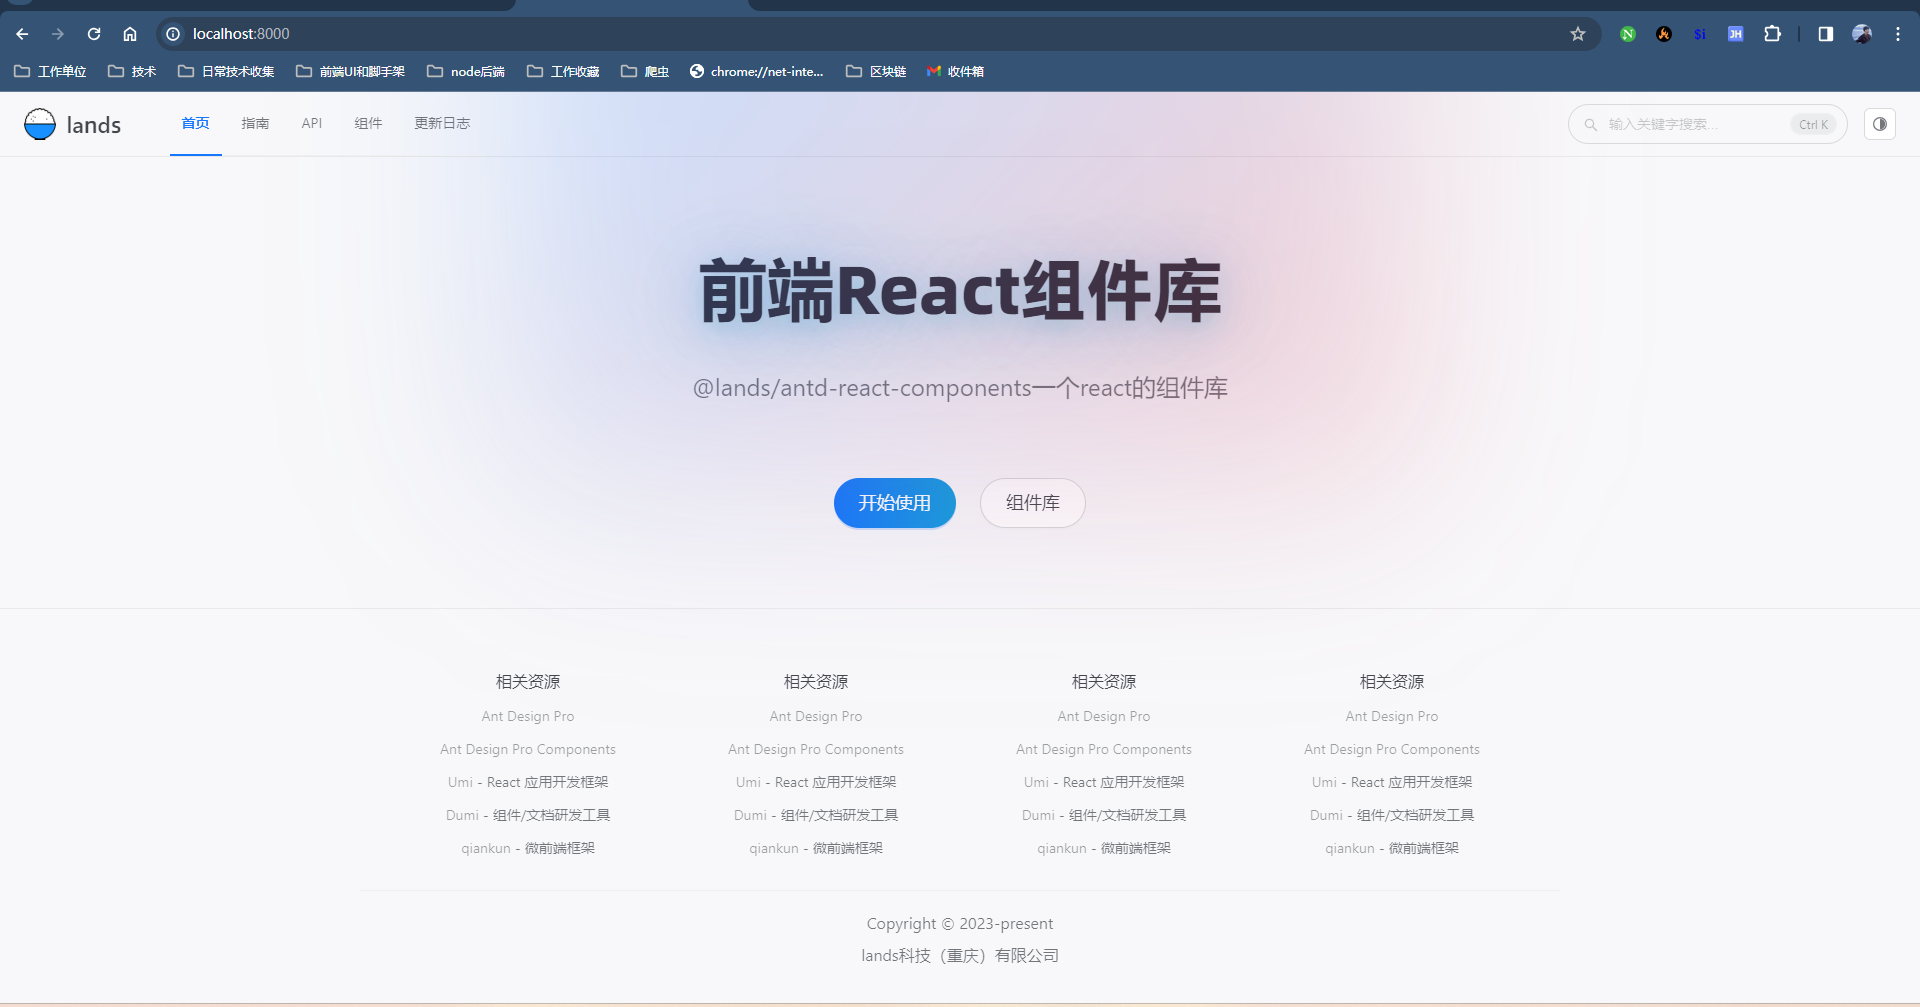 localhost:8000
工作单位 技术 日常技术收集 前端UI和脚手架 node后端 工作收藏 爬虫 chrome://net-inte... 区块链 收件箱
lands 首页 指南 API 组件 更新日志 输入关键字搜索... Ctrl K
前端React组件库
@lands/antd-react-components一个react的组件库
开始使用 组件库
相关资源 相关资源 相关资源 相关资源
Ant Design Pro Ant Design Pro Ant Design Pro Ant Design Pro
Ant Design Pro Components Ant Design Pro Components Ant Design Pro Components Ant Design Pro Components
Umi - React 应用开发框架 Umi - React 应用开发框架 Umi - React 应用开发框架 Umi - React 应用开发框架
Dumi - 组件/文档研发工具 Dumi - 组件/文档研发工具 Dumi - 组件/文档研发工具 Dumi - 组件/文档研发工具
qiankun - 微前端框架 qiankun - 微前端框架 qiankun - 微前端框架 qiankun - 微前端框架
Copyright © 2023-present
lands科技（重庆）有限公司